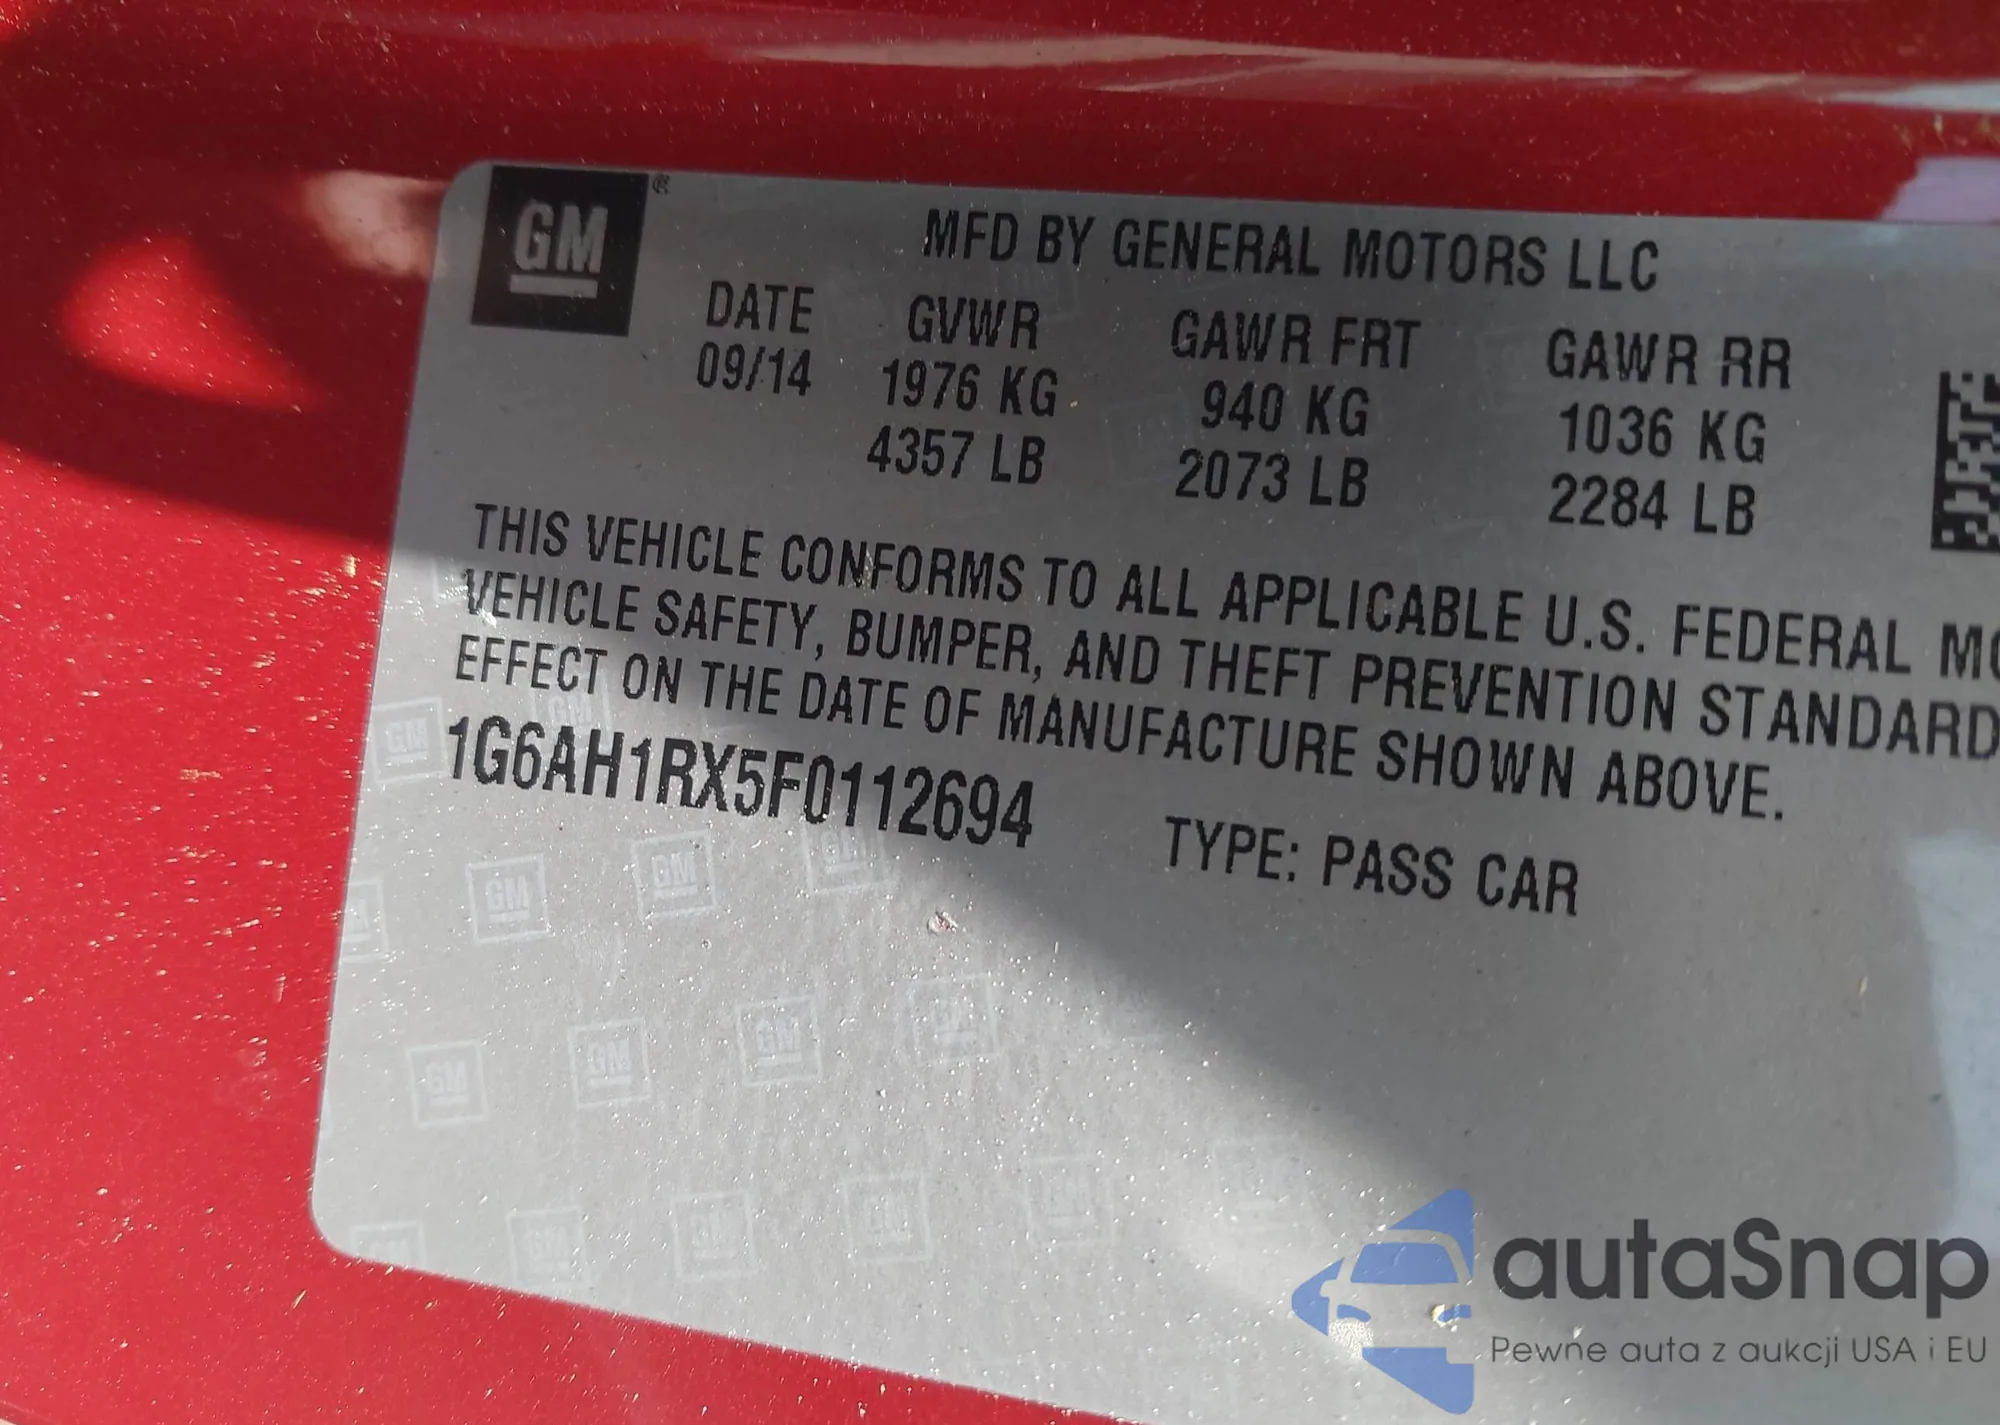 GM®
MFD BY GENERAL MOTORS LLC
DATE GVWR GAWR FRT GAWR RR
09/14 1976 KG 940 KG 1036 KG
4357 LB 2073 LB 2284 LB
THIS VEHICLE CONFORMS TO ALL APPLICABLE U.S. FEDERAL MO
VEHICLE SAFETY, BUMPER, AND THEFT PREVENTION STANDARD
EFFECT ON THE DATE OF MANUFACTURE SHOWN ABOVE.
1G6AH1RX5F0112694
TYPE: PASS CAR
autaSnap
Pewne auta z aukcji USA i EU